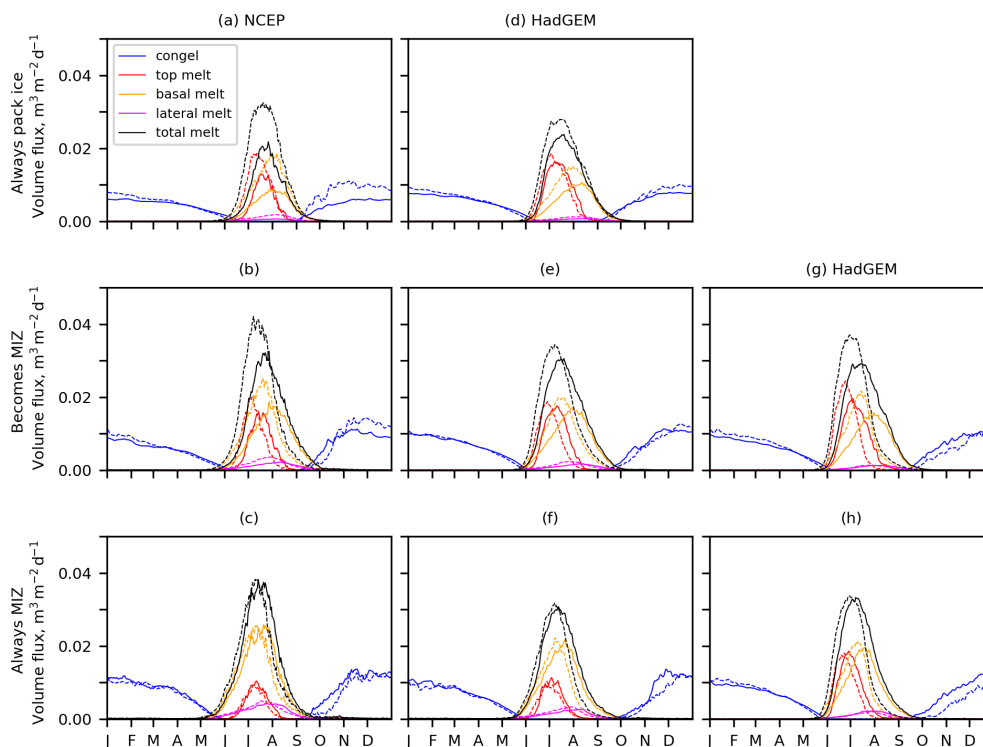 (a) NCEP
(d) HadGEM
Always pack ice
Volume flux, m³ m⁻² d⁻¹
0.04
0.02
0.00
congel
top melt
basal melt
lateral melt
total melt
(b)
(e)
(g) HadGEM
Becomes MIZ
Volume flux, m³ m⁻² d⁻¹
0.04
0.02
0.00
(c)
(f)
(h)
Always MIZ
Volume flux, m³ m⁻² d⁻¹
0.04
0.02
0.00
J F M A M J J A S O N D
J F M A M J J A S O N D
J F M A M J J A S O N D